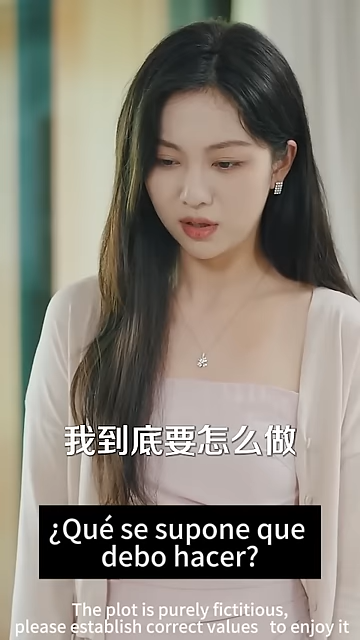 我到底要怎么做
¿Qué se supone que
debo hacer?
The plot is purely fictitious,
please establish correct values to enjoy it